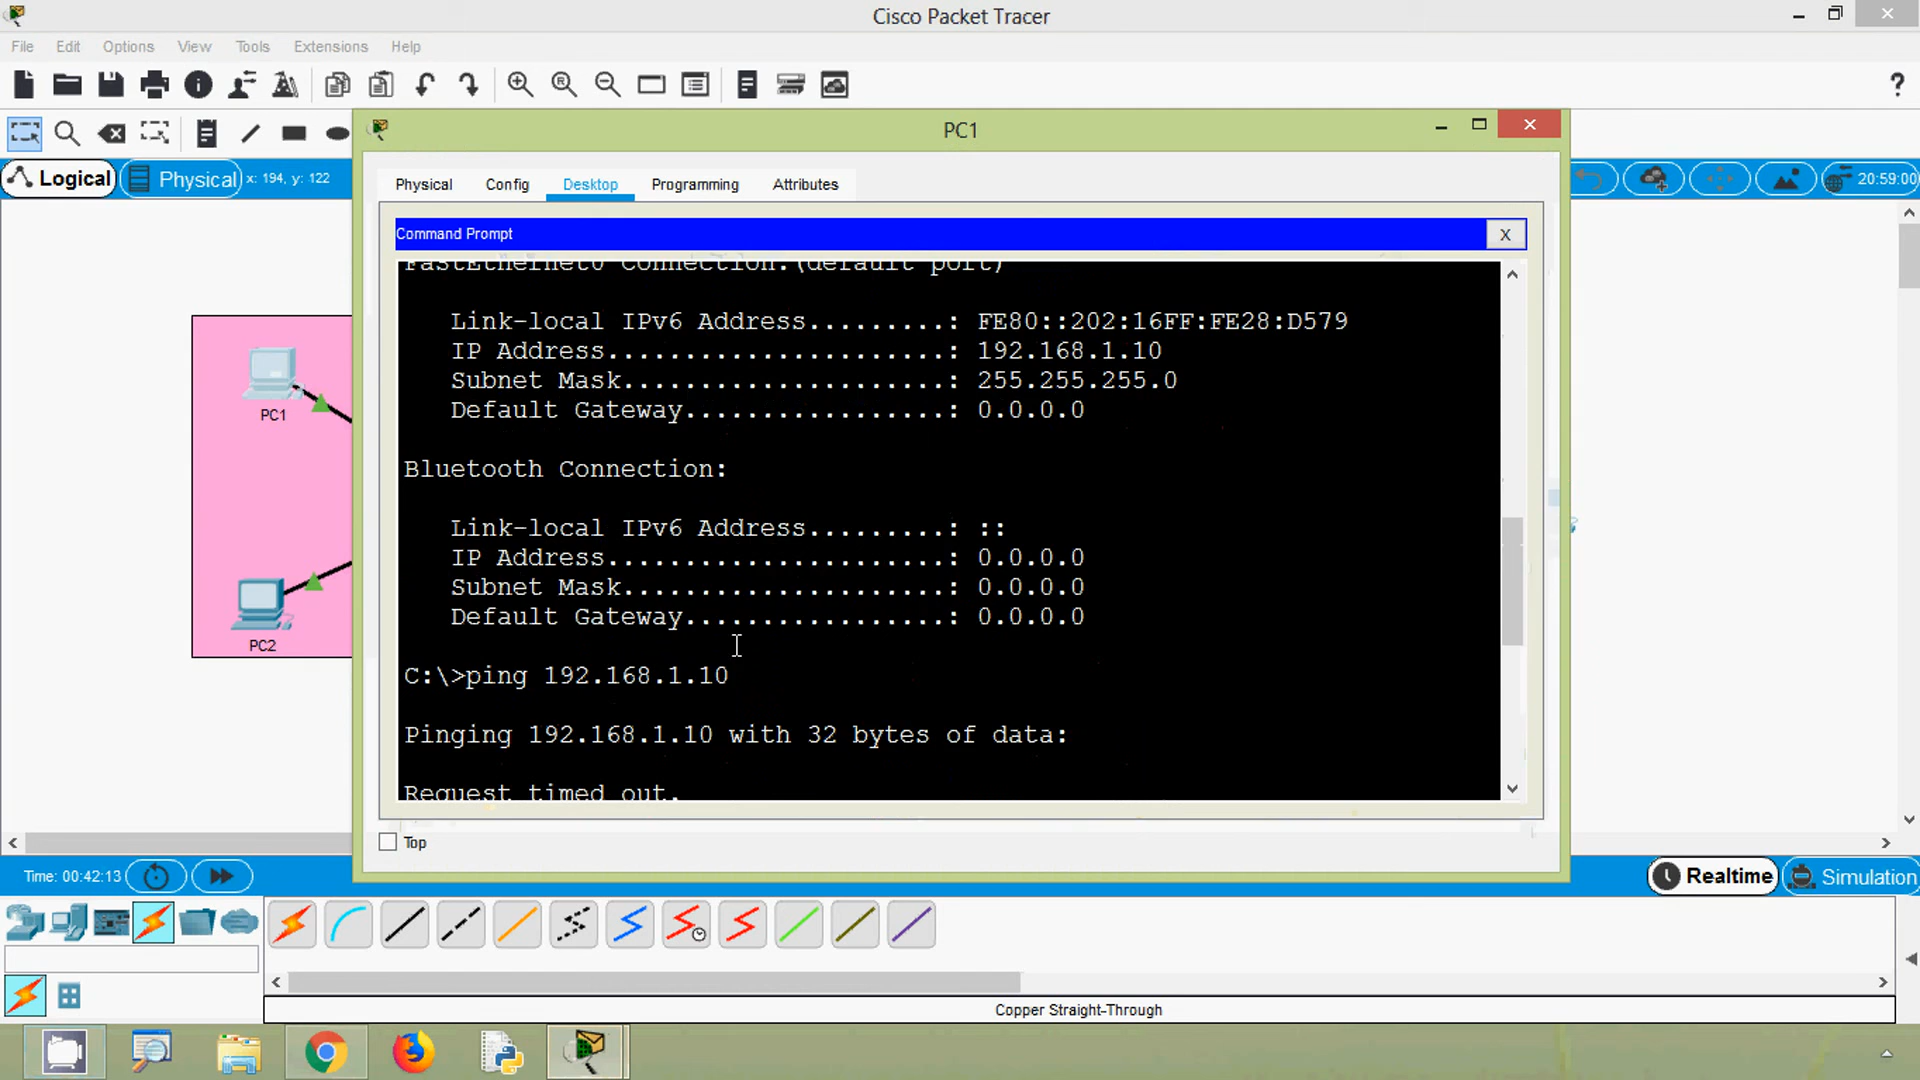 Cisco Packet Tracer
File Edit Options View Tools Extensions Help
PC1
Logical Physical x: 194, y: 122
20:59:00
Physical Config Desktop Programming Attributes
Command Prompt
X
FastEthernet0 Connection:(default port)
Link-local IPv6 Address.........: FE80::202:16FF:FE28:D579
IP Address......................: 192.168.1.10
Subnet Mask.....................: 255.255.255.0
Default Gateway.................: 0.0.0.0
Bluetooth Connection:
Link-local IPv6 Address.........: ::
IP Address......................: 0.0.0.0
Subnet Mask.....................: 0.0.0.0
Default Gateway.................: 0.0.0.0
C:\>ping 192.168.1.10
Pinging 192.168.1.10 with 32 bytes of data:
Request timed out.
PC1
PC2
Top
Time: 00:42:13
Realtime Simulation
Copper Straight-Through